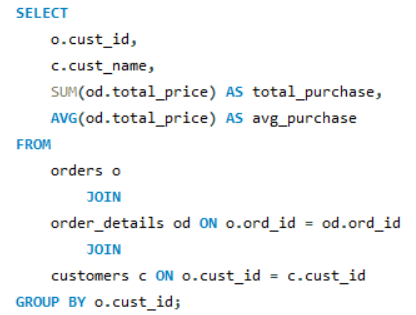 SELECT
o.cust_id,
c.cust_name,
SUM(od.total_price) AS total_purchase,
AVG(od.total_price) AS avg_purchase
FROM
orders o
JOIN
order_details od ON o.ord_id = od.ord_id
JOIN
customers c ON o.cust_id = c.cust_id
GROUP BY o.cust_id;